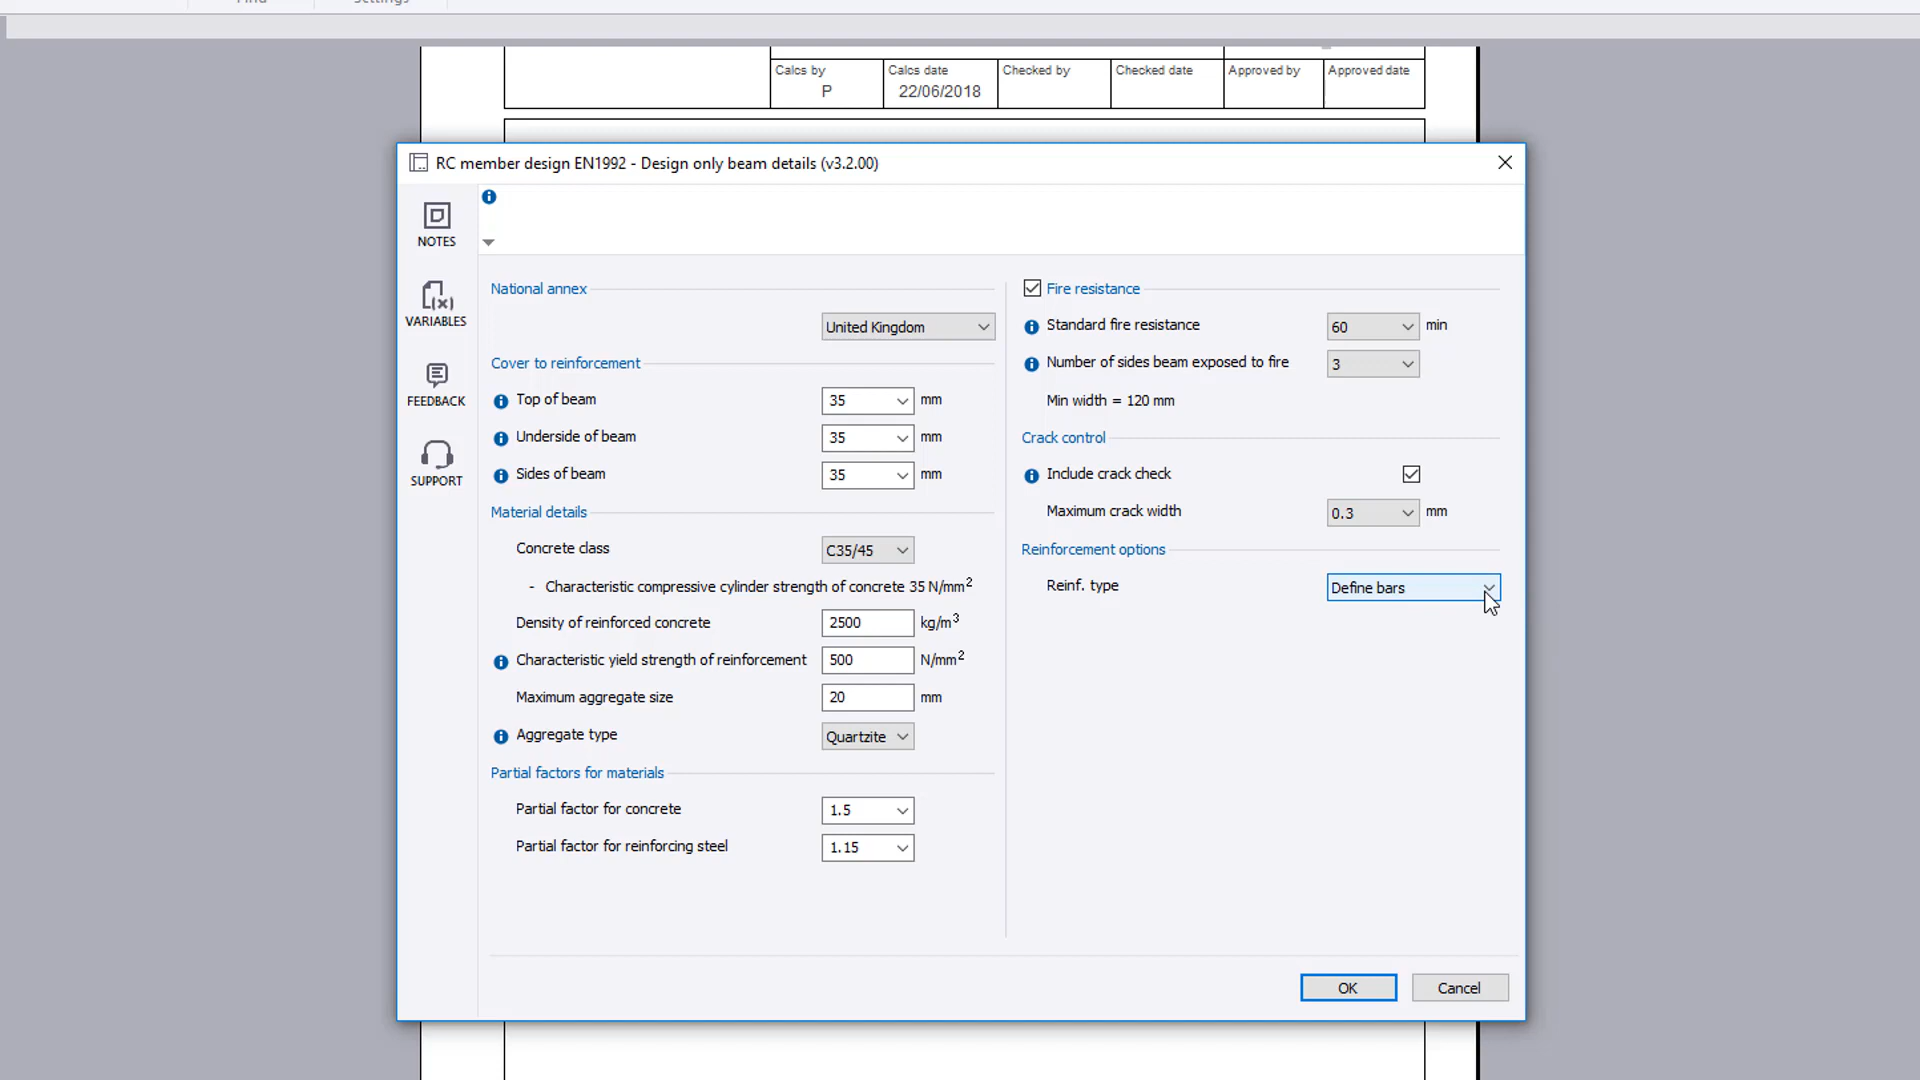 Find
Settings
Calcs by
P
Calcs date
22/06/2018
Checked by
Checked date
Approved by
Approved date
RC member design EN1992 - Design only beam details (v3.2.00)
NOTES
VARIABLES
FEEDBACK
SUPPORT
National annex
United Kingdom
Cover to reinforcement
Top of beam 35 mm
Underside of beam 35 mm
Sides of beam 35 mm
Material details
Concrete class C35/45
- Characteristic compressive cylinder strength of concrete 35 N/mm²
Density of reinforced concrete 2500 kg/m³
Characteristic yield strength of reinforcement 500 N/mm²
Maximum aggregate size 20 mm
Aggregate type Quartzite
Partial factors for materials
Partial factor for concrete 1.5
Partial factor for reinforcing steel 1.15
Fire resistance
Standard fire resistance 60 min
Number of sides beam exposed to fire 3
Min width = 120 mm
Crack control
Include crack check
Maximum crack width 0.3 mm
Reinforcement options
Reinf. type Define bars
OK
Cancel